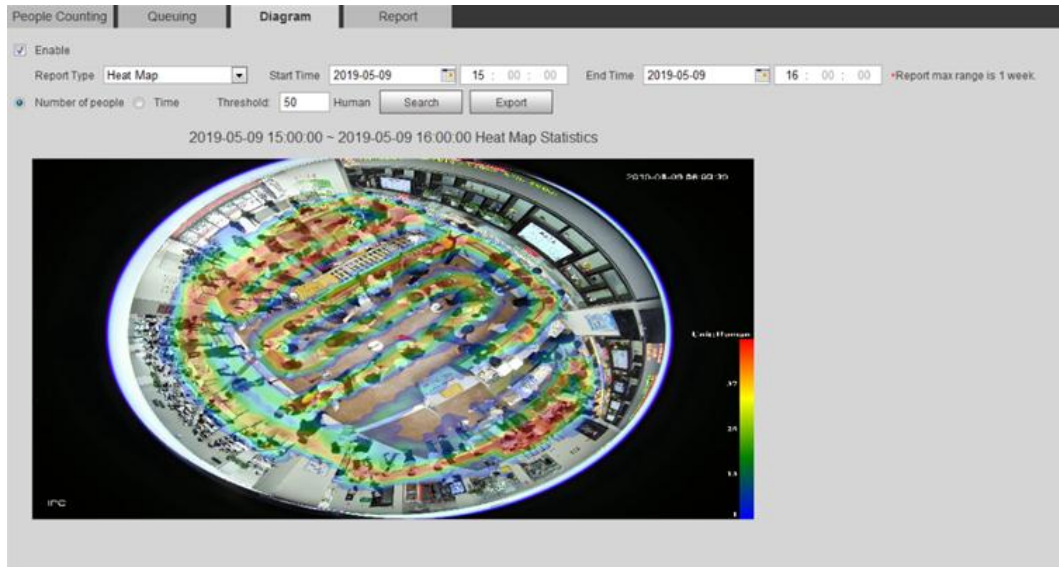 People Counting Queuing Diagram Report
Enable
Report Type Heat Map Start Time 2019-05-09 15 : 00 : 00 End Time 2019-05-09 16 : 00 : 00 *Report max range is 1 week.
Number of people Time Threshold: 50 Human Search Export
2019-05-09 15:00:00 ~ 2019-05-09 16:00:00 Heat Map Statistics
Unit:Human
IPC